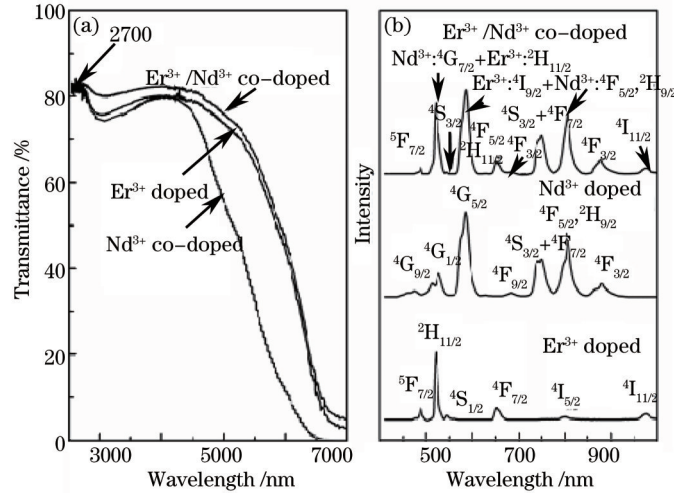 (a)
2700
Er³⁺/Nd³⁺ co-doped
Er³⁺ doped
Nd³⁺ co-doped
100
80
60
40
20
0
Transmittance /%
3000
5000
7000
Wavelength /nm
(b)
Er³⁺/Nd³⁺ co-doped
Nd³⁺:⁴G₇/₂+Er³⁺:²H₁₁/₂
Er³⁺:⁴I₉/₂+Nd³⁺:⁴F₅/₂,²H₉/₂
⁴S₃/₂
⁴S₃/₂+⁴F₇/₂
⁵F₇/₂
²H₁₁/₂
⁴F₅/₂
⁴F₃/₂
⁴F₃/₂
⁴I₁₁/₂
Nd³⁺ doped
⁴G₅/₂
⁴F₅/₂,²H₉/₂
⁴G₉/₂
⁴G₁/₂
⁴F₉/₂
⁴S₃/₂+⁴F₇/₂
⁴F₃/₂
Er³⁺ doped
²H₁₁/₂
⁵F₇/₂
⁴S₁/₂
⁴F₇/₂
⁴I₅/₂
⁴I₁₁/₂
Intensity
500
700
900
Wavelength /nm